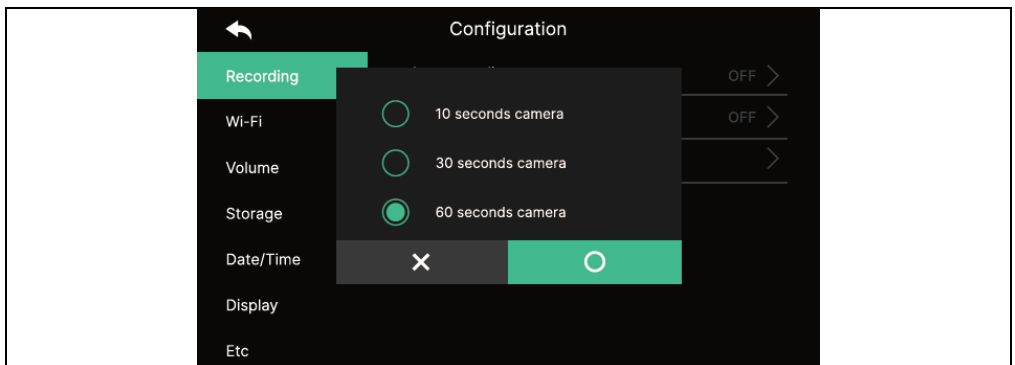 Configuration
Recording
OFF
Wi-Fi
OFF
Volume
Storage
Date/Time
Display
Etc
10 seconds camera
30 seconds camera
60 seconds camera